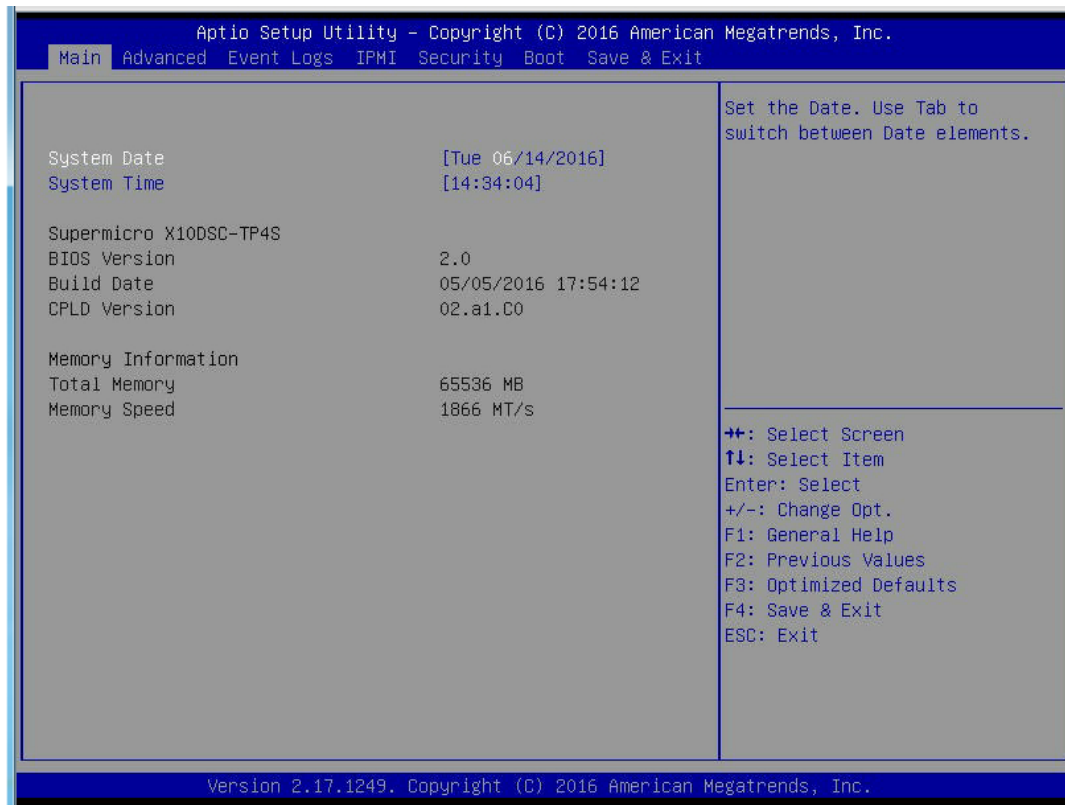 Aptio Setup Utility - Copyright (C) 2016 American Megatrends, Inc.
Main Advanced Event Logs IPMI Security Boot Save & Exit
System Date [Tue 06/14/2016]
System Time [14:34:04]
Supermicro X10DSC-TP4S
BIOS Version 2.0
Build Date 05/05/2016 17:54:12
CPLD Version 02.a1.C0
Memory Information
Total Memory 65536 MB
Memory Speed 1866 MT/s
Set the Date. Use Tab to
switch between Date elements.
→←: Select Screen
↑↓: Select Item
Enter: Select
+/-: Change Opt.
F1: General Help
F2: Previous Values
F3: Optimized Defaults
F4: Save & Exit
ESC: Exit
Version 2.17.1249. Copyright (C) 2016 American Megatrends, Inc.